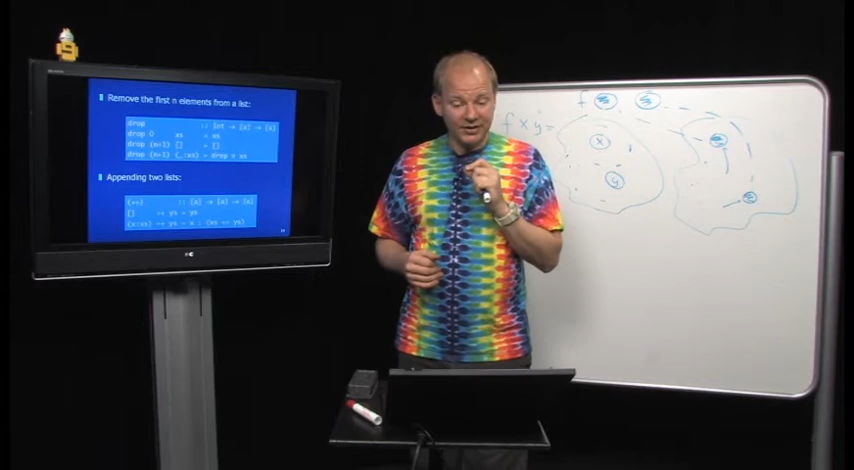 Remove the first n elements from a list:
drop :: Int → [a] → [a]
drop 0 xs = xs
drop (n+1) [] = []
drop (n+1) (_:xs) = drop n xs
Appending two lists:
(++) :: [a] → [a] → [a]
[] ++ ys = ys
(x:xs) ++ ys = x : (xs ++ ys)
f
f x y =
x
y